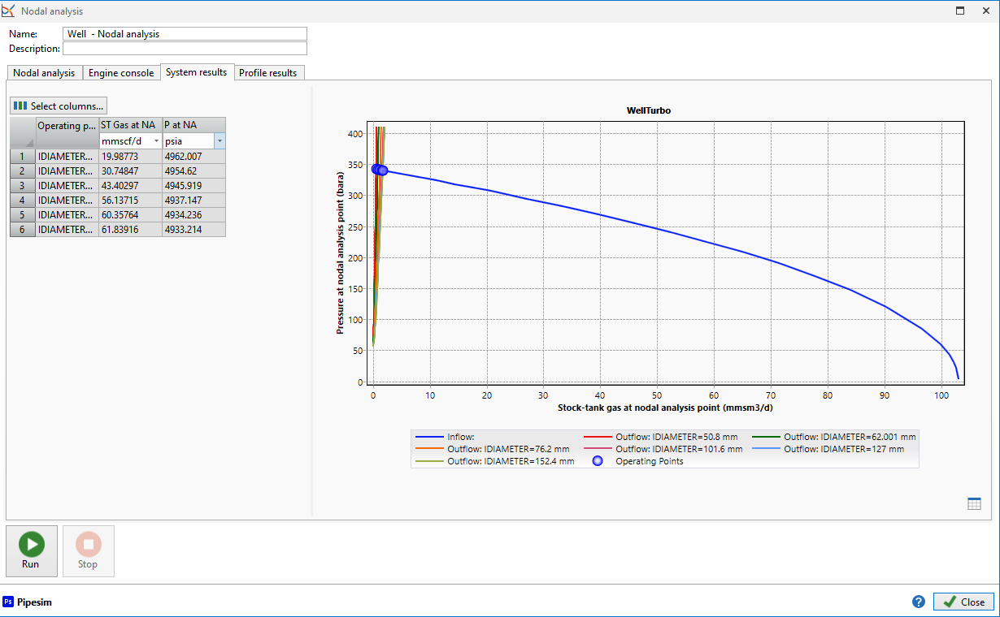 Nodal analysis
Name: Well - Nodal analysis
Description:
Nodal analysis Engine console System results Profile results
Select columns...
Operating p... ST Gas at NA P at NA
mmscf/d psia
1 IDIAMETER... 19.98773 4962.007
2 IDIAMETER... 30.74847 4954.62
3 IDIAMETER... 43.40297 4945.919
4 IDIAMETER... 56.13715 4937.147
5 IDIAMETER... 60.35764 4934.236
6 IDIAMETER... 61.83916 4933.214
WellTurbo
Pressure at nodal analysis point (bara)
400
350
300
250
200
150
100
50
0
0 10 20 30 40 50 60 70 80 90 100
Stock-tank gas at nodal analysis point (mmsm3/d)
Inflow: Outflow: IDIAMETER=50.8 mm Outflow: IDIAMETER=62.001 mm
Outflow: IDIAMETER=76.2 mm Outflow: IDIAMETER=101.6 mm Outflow: IDIAMETER=127 mm
Outflow: IDIAMETER=152.4 mm Operating Points
Run Stop
Ps Pipesim ? Close